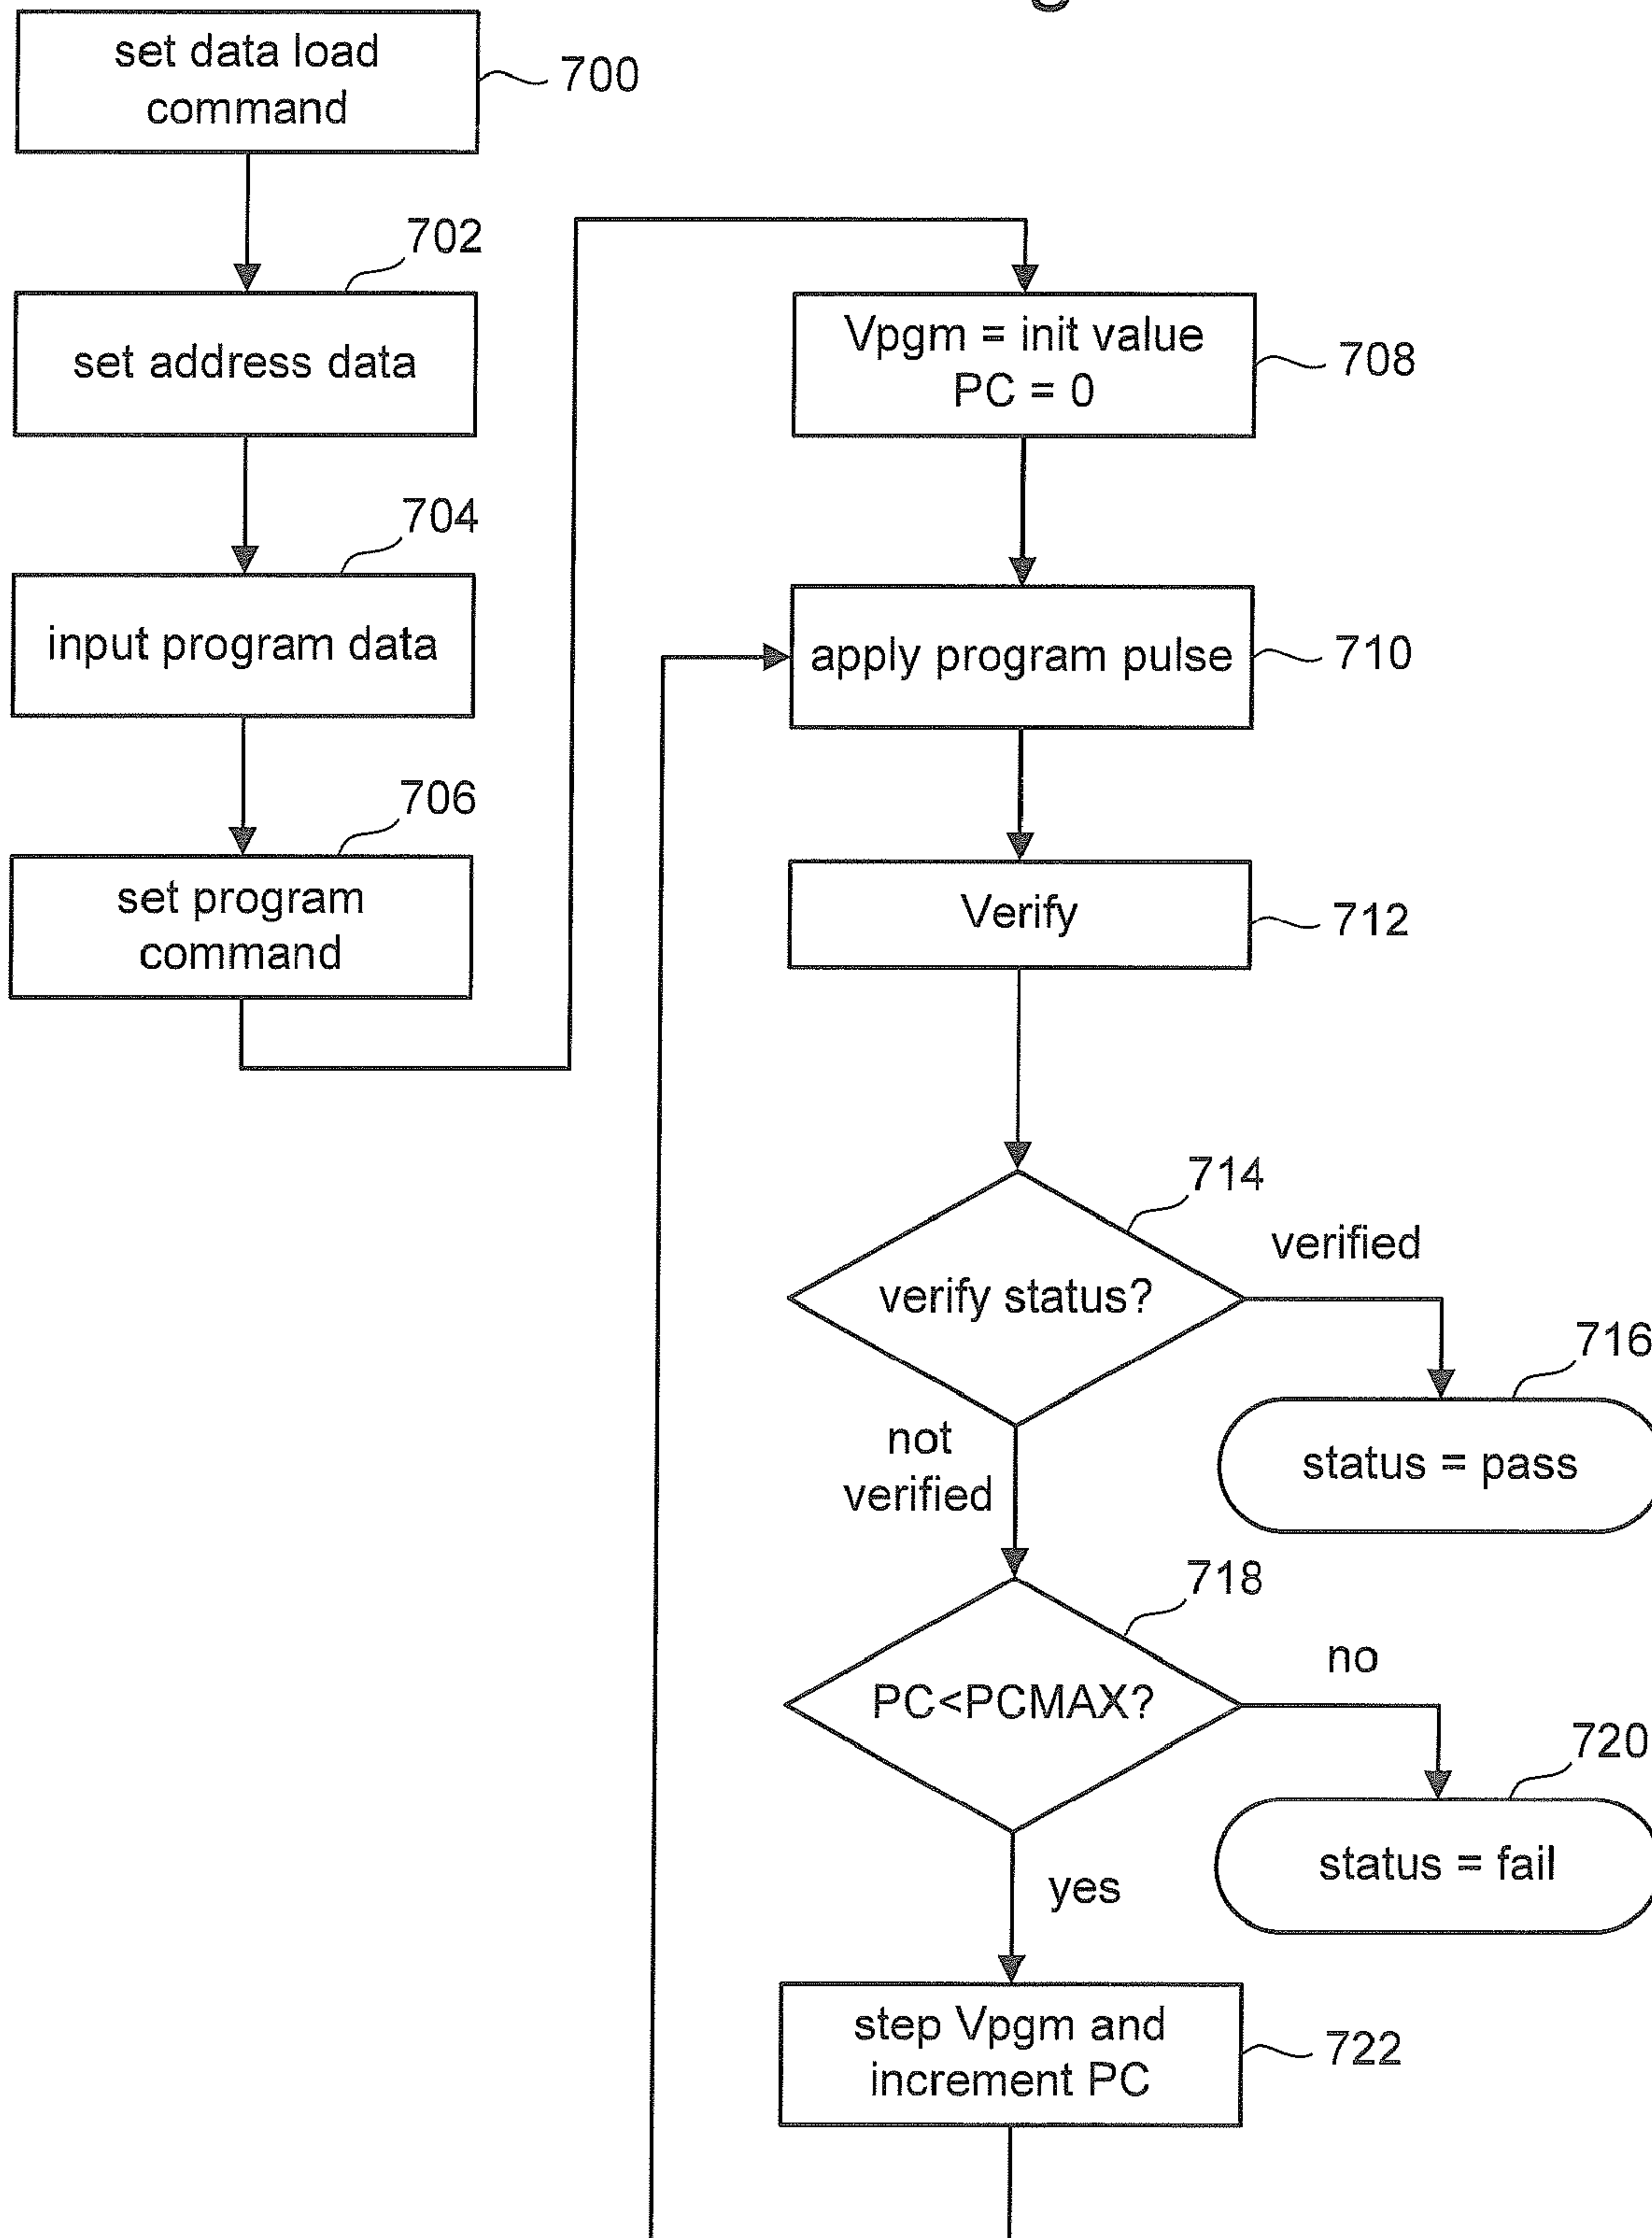 set data load
command
700
702
set address data
704
input program data
706
set program
command
Vpgm = init value
PC = 0
708
apply program pulse
710
Verify
712
714
verify status?
verified
716
status = pass
not
verified
718
PC<PCMAX?
no
720
status = fail
yes
step Vpgm and
increment PC
722